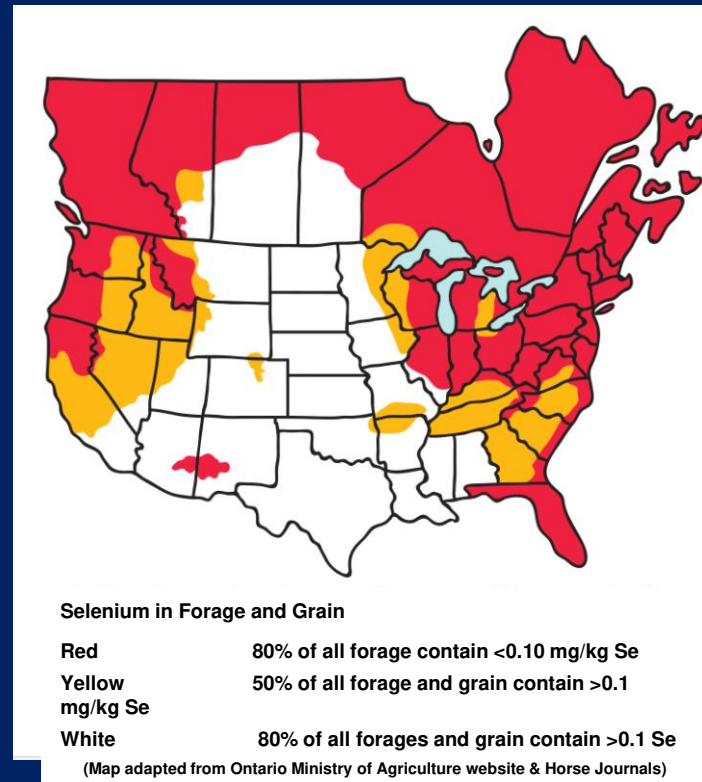 Selenium in Forage and Grain
Red 80% of all forage contain <0.10 mg/kg Se
Yellow 50% of all forage and grain contain >0.1
mg/kg Se
White 80% of all forages and grain contain >0.1 Se
(Map adapted from Ontario Ministry of Agriculture website & Horse Journals)